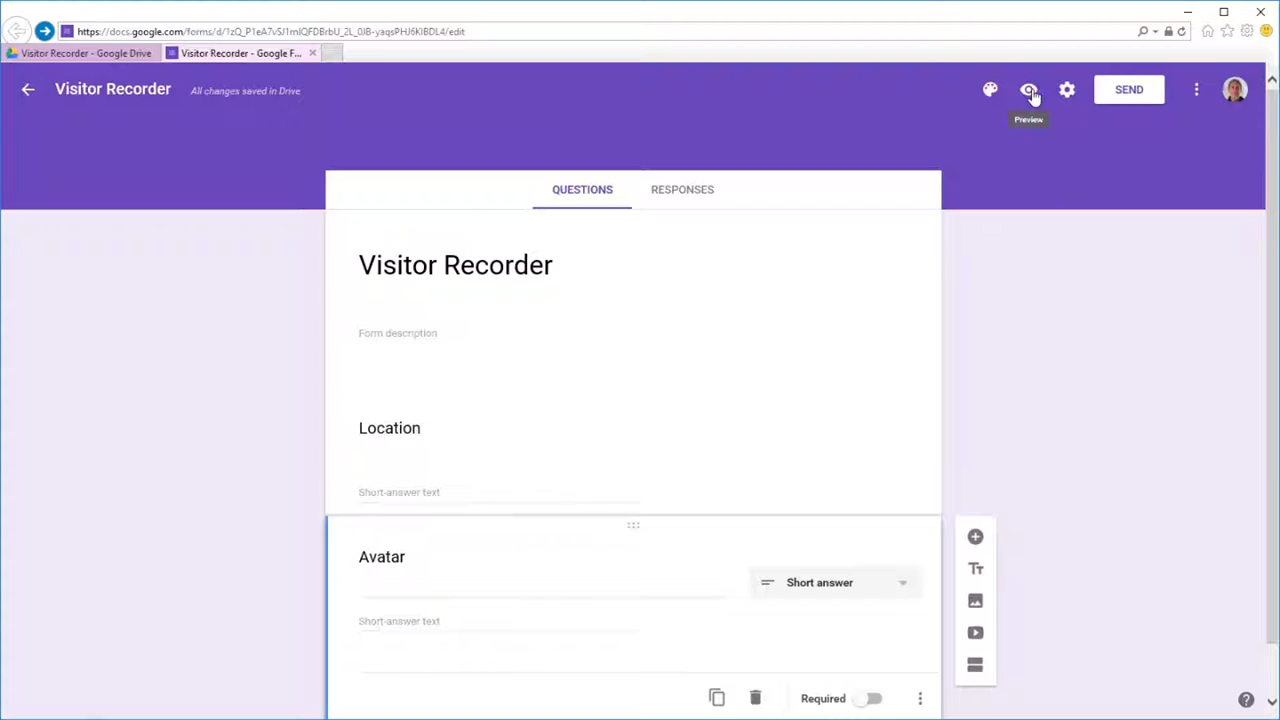 https://docs.google.com/forms/d/1zQ_P1eA7vSJ1mIQFDBrbU_2L_0JB-yaqsPHJ6KIBDL4/edit
Visitor Recorder - Google Drive
Visitor Recorder - Google F...
Visitor Recorder
All changes saved in Drive
SEND
Preview
QUESTIONS
RESPONSES
Visitor Recorder
Form description
Location
Short-answer text
Avatar
Short answer
Short-answer text
Required